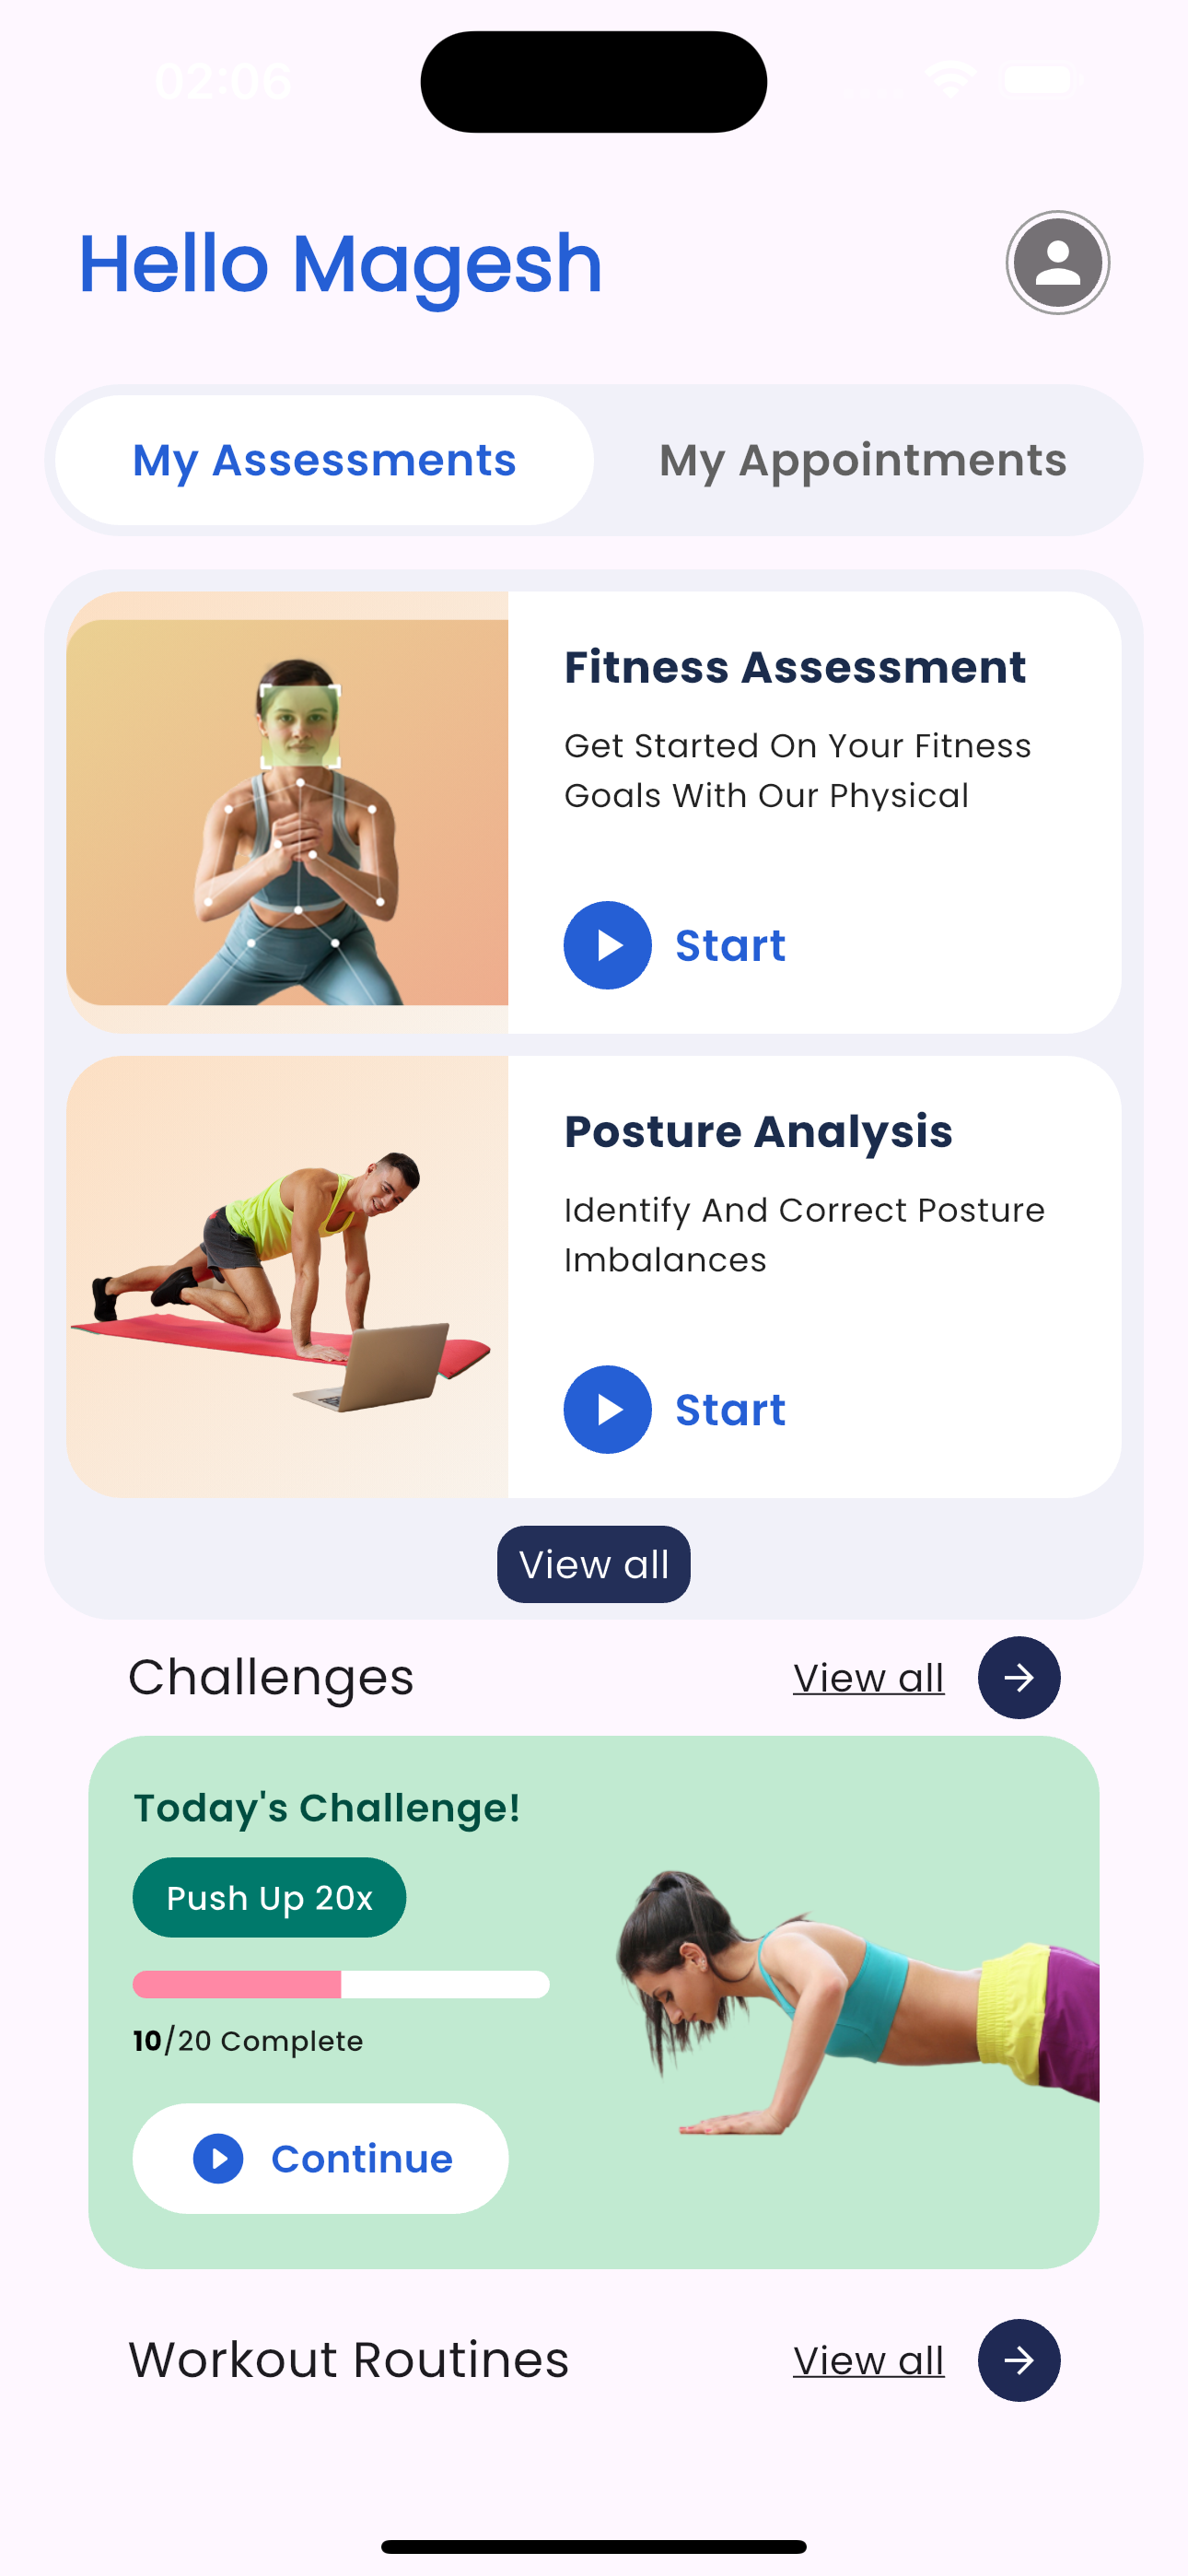 02:06
Hello Magesh
My Assessments
My Appointments
Fitness Assessment
Get Started On Your Fitness
Goals With Our Physical
Start
Posture Analysis
Identify And Correct Posture
Imbalances
Start
View all
Challenges
View all
Today's Challenge!
Push Up 20x
10/20 Complete
Continue
Workout Routines
View all